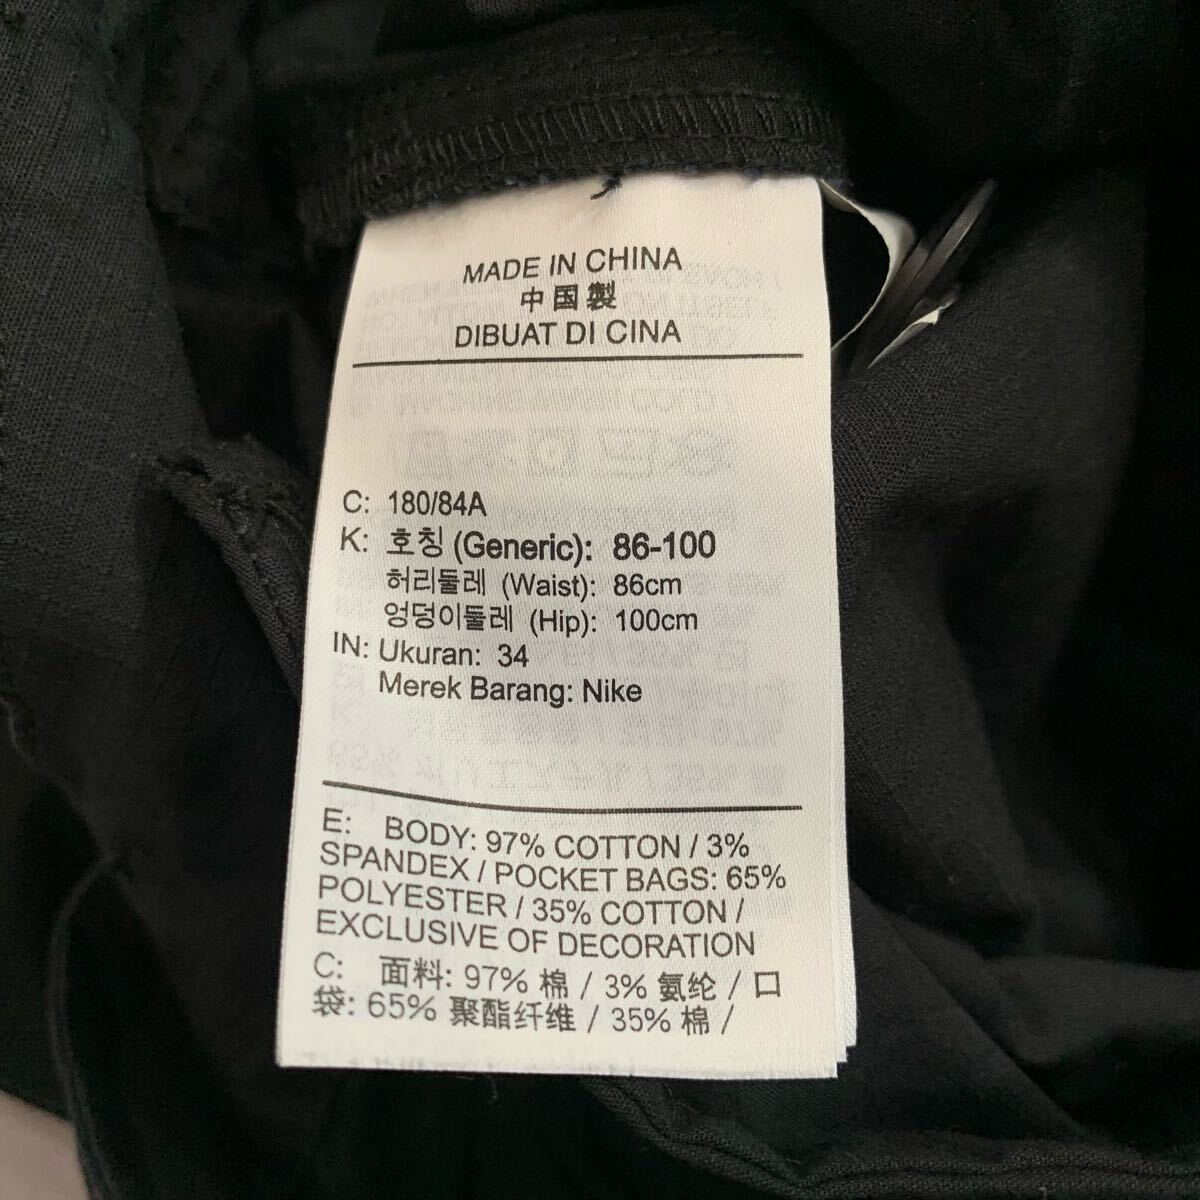 MADE IN CHINA
中国製
DIBUAT DI CINA
C: 180/84A
K: 호칭 (Generic): 86-100
허리둘레 (Waist): 86cm
엉덩이둘레 (Hip): 100cm
IN: Ukuran: 34
Merek Barang: Nike
E: BODY: 97% COTTON / 3%
SPANDEX / POCKET BAGS: 65%
POLYESTER / 35% COTTON /
EXCLUSIVE OF DECORATION
C: 面料: 97% 棉 / 3% 氨纶 / 口
袋: 65% 聚酯纤维 / 35% 棉 /